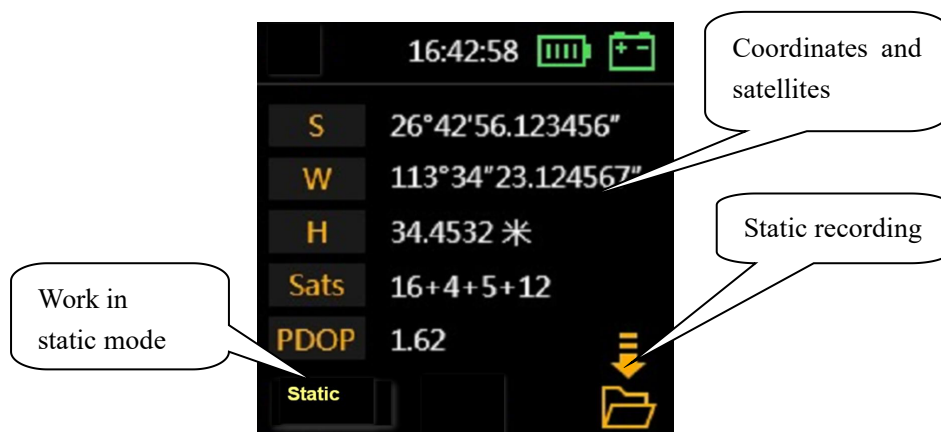 16:42:58
Coordinates and
satellites
S 26°42'56.123456"
W 113°34"23.124567"
H 34.4532 米
Static recording
Sats 16+4+5+12
Work in
static mode
PDOP 1.62
Static